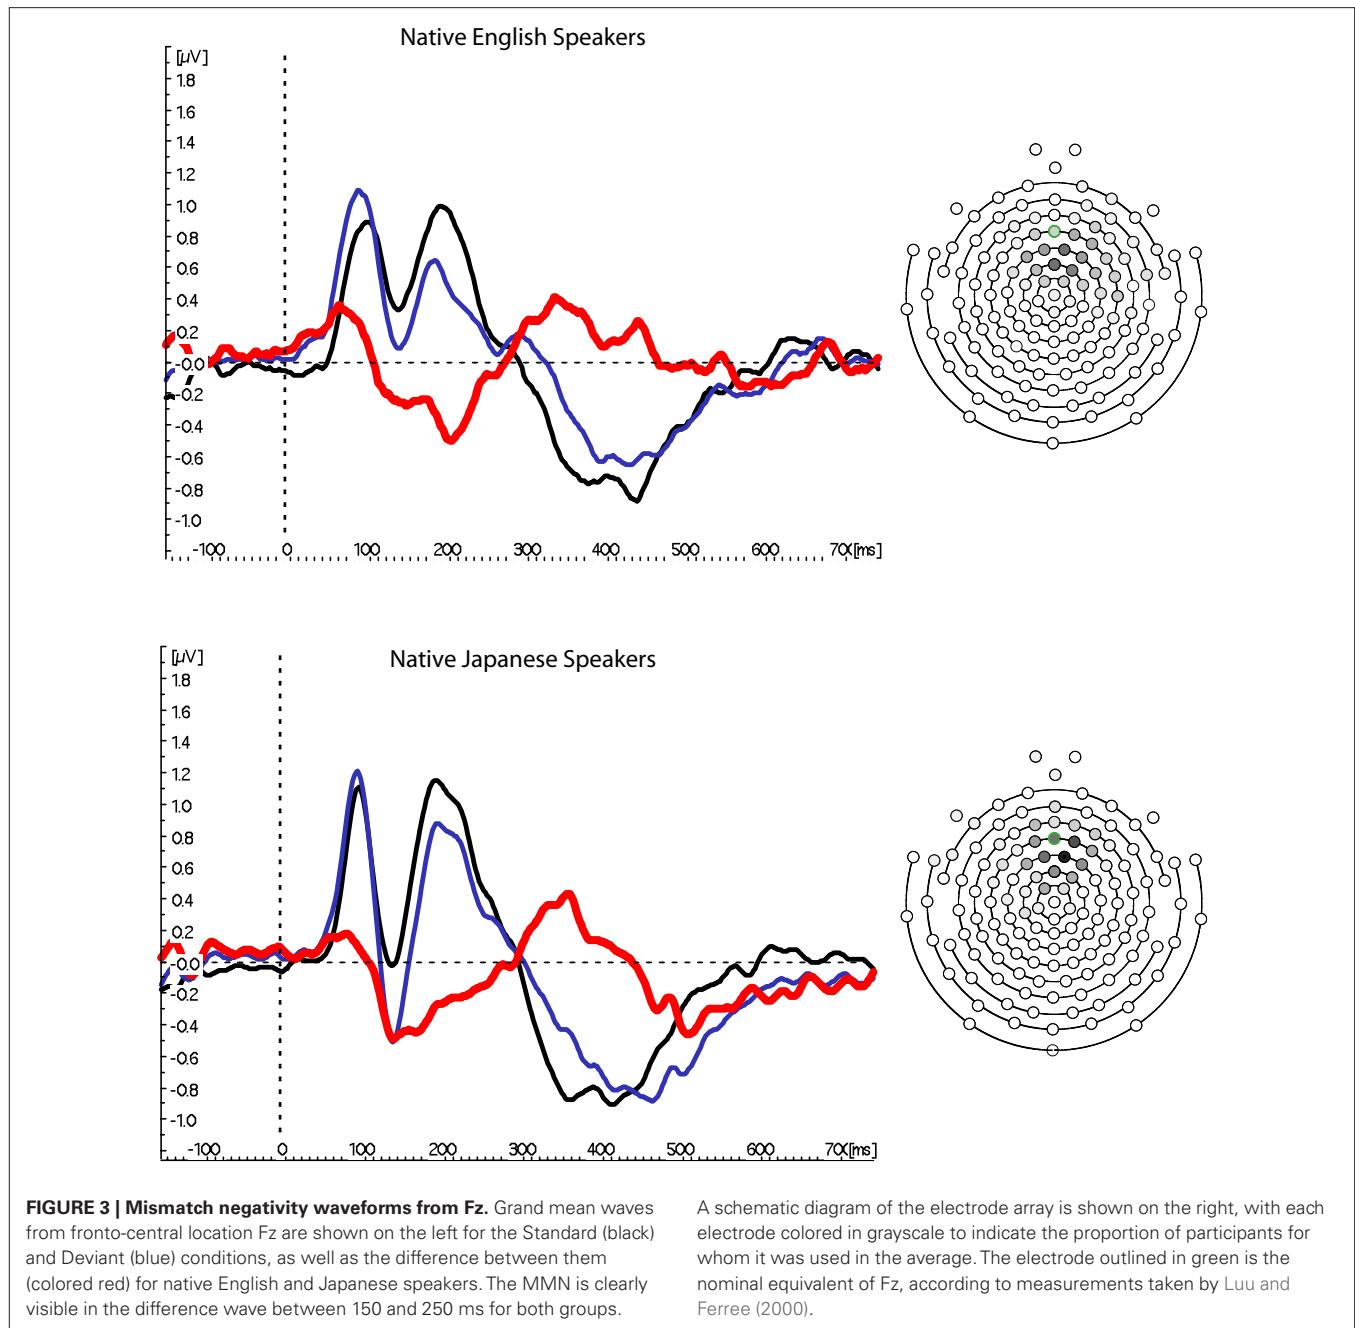 Native English Speakers
[µV]
1.8
1.6
1.4
1.2
1.0
0.8
0.6
0.4
0.2
-0.0
-0.2
-0.4
-0.6
-0.8
-1.0
-100 0 100 200 300 400 500 600 700 [ms]
Native Japanese Speakers
[µV]
1.8
1.6
1.4
1.2
1.0
0.8
0.6
0.4
0.2
-0.0
-0.2
-0.4
-0.6
-0.8
-1.0
-100 0 100 200 300 400 500 600 700 [ms]
FIGURE 3 | Mismatch negativity waveforms from Fz. Grand mean waves
from fronto-central location Fz are shown on the left for the Standard (black)
and Deviant (blue) conditions, as well as the difference between them
(colored red) for native English and Japanese speakers. The MMN is clearly
visible in the difference wave between 150 and 250 ms for both groups.
A schematic diagram of the electrode array is shown on the right, with each
electrode colored in grayscale to indicate the proportion of participants for
whom it was used in the average. The electrode outlined in green is the
nominal equivalent of Fz, according to measurements taken by Luu and
Ferree (2000).